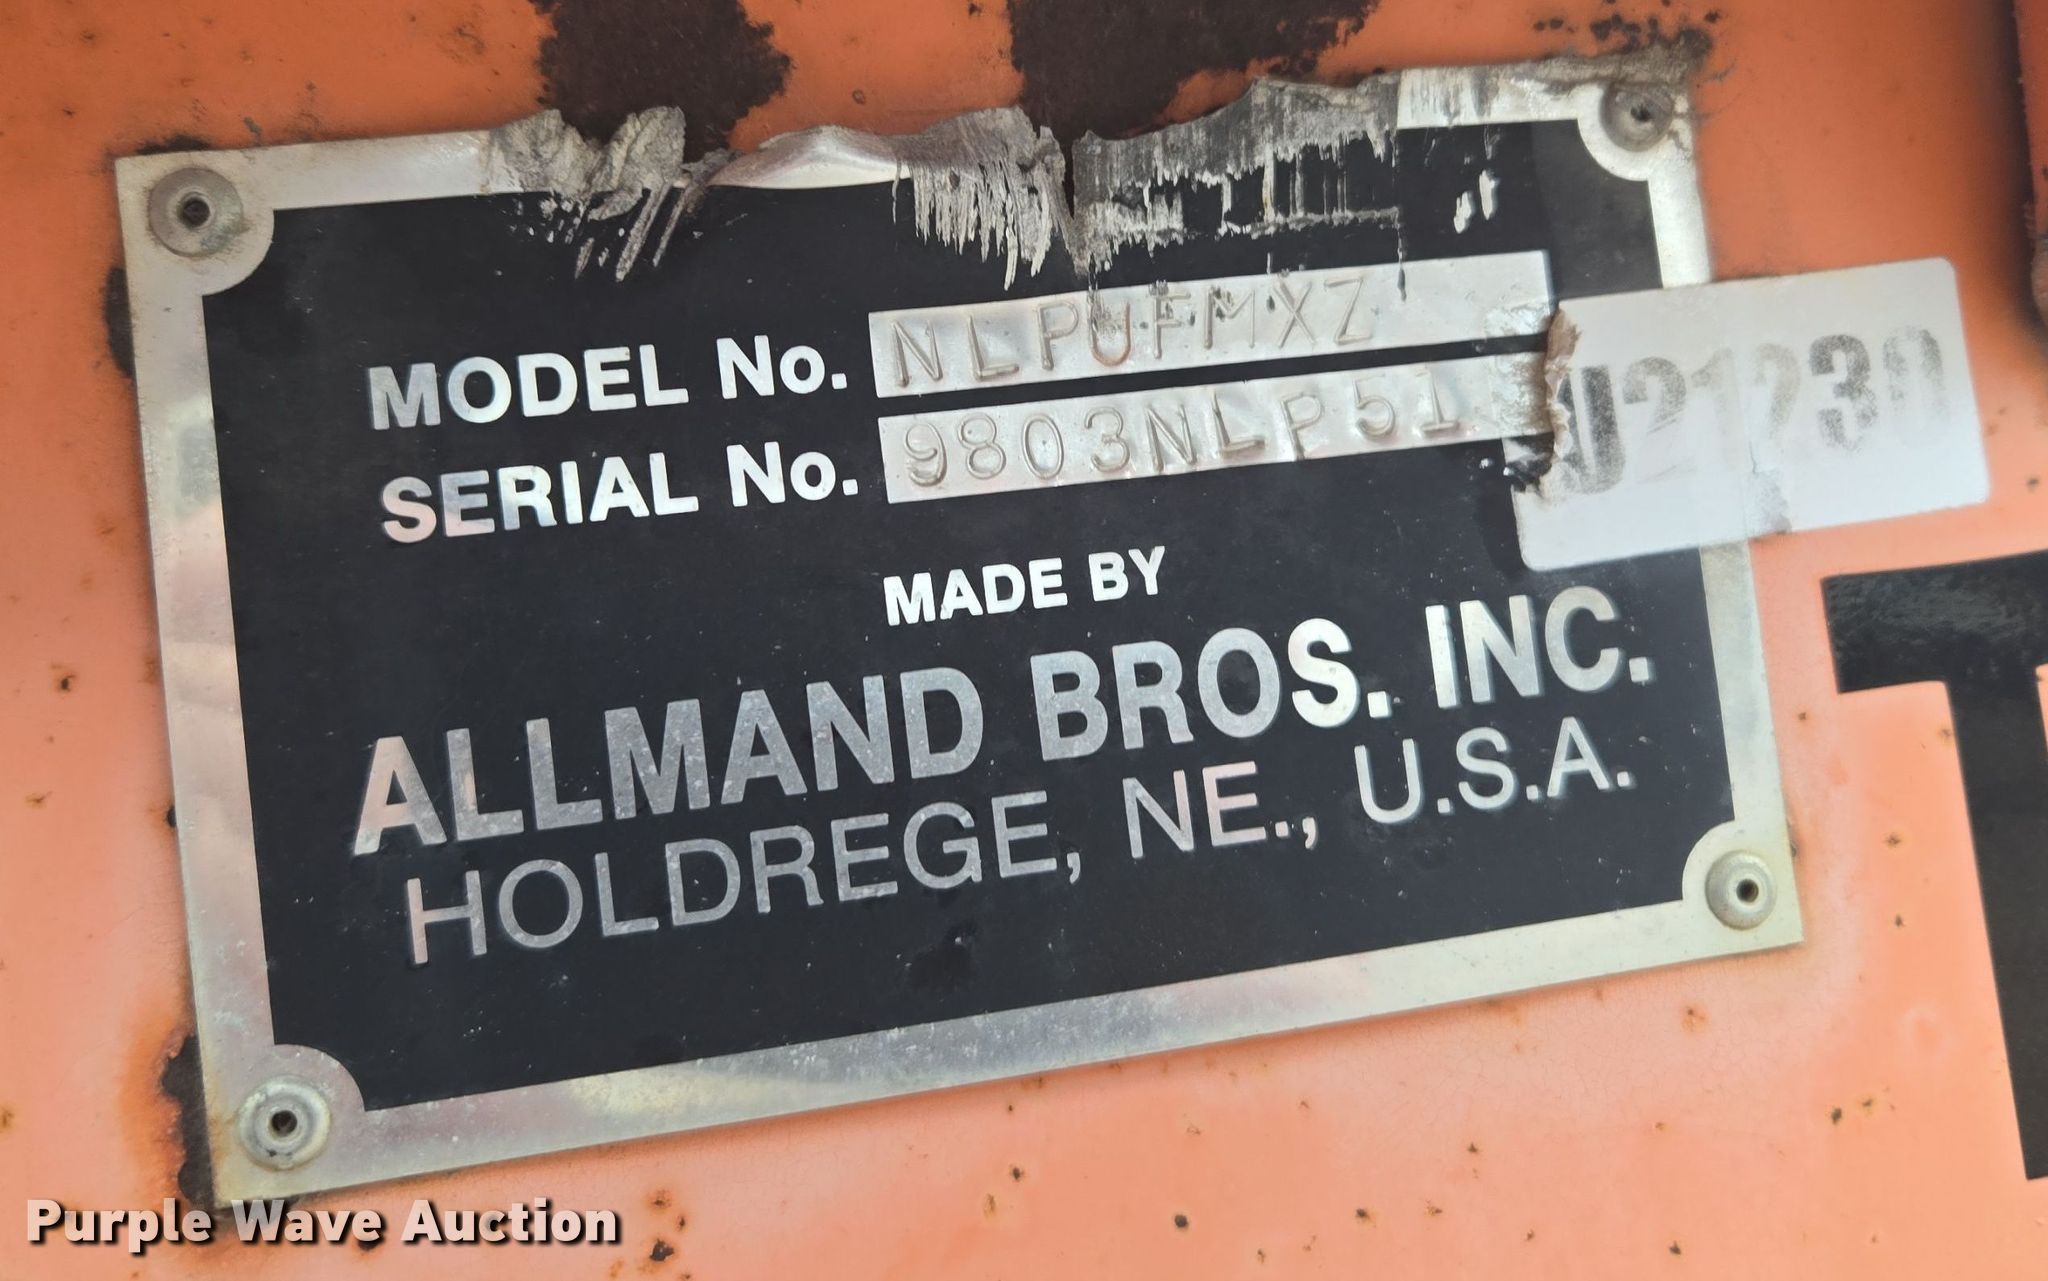 MODEL No. NLPUFMXZ
SERIAL No. 9803NLP51
U21230
MADE BY
ALLMAND BROS. INC.
HOLDREGE, NE., U.S.A.
T
Purple Wave Auction